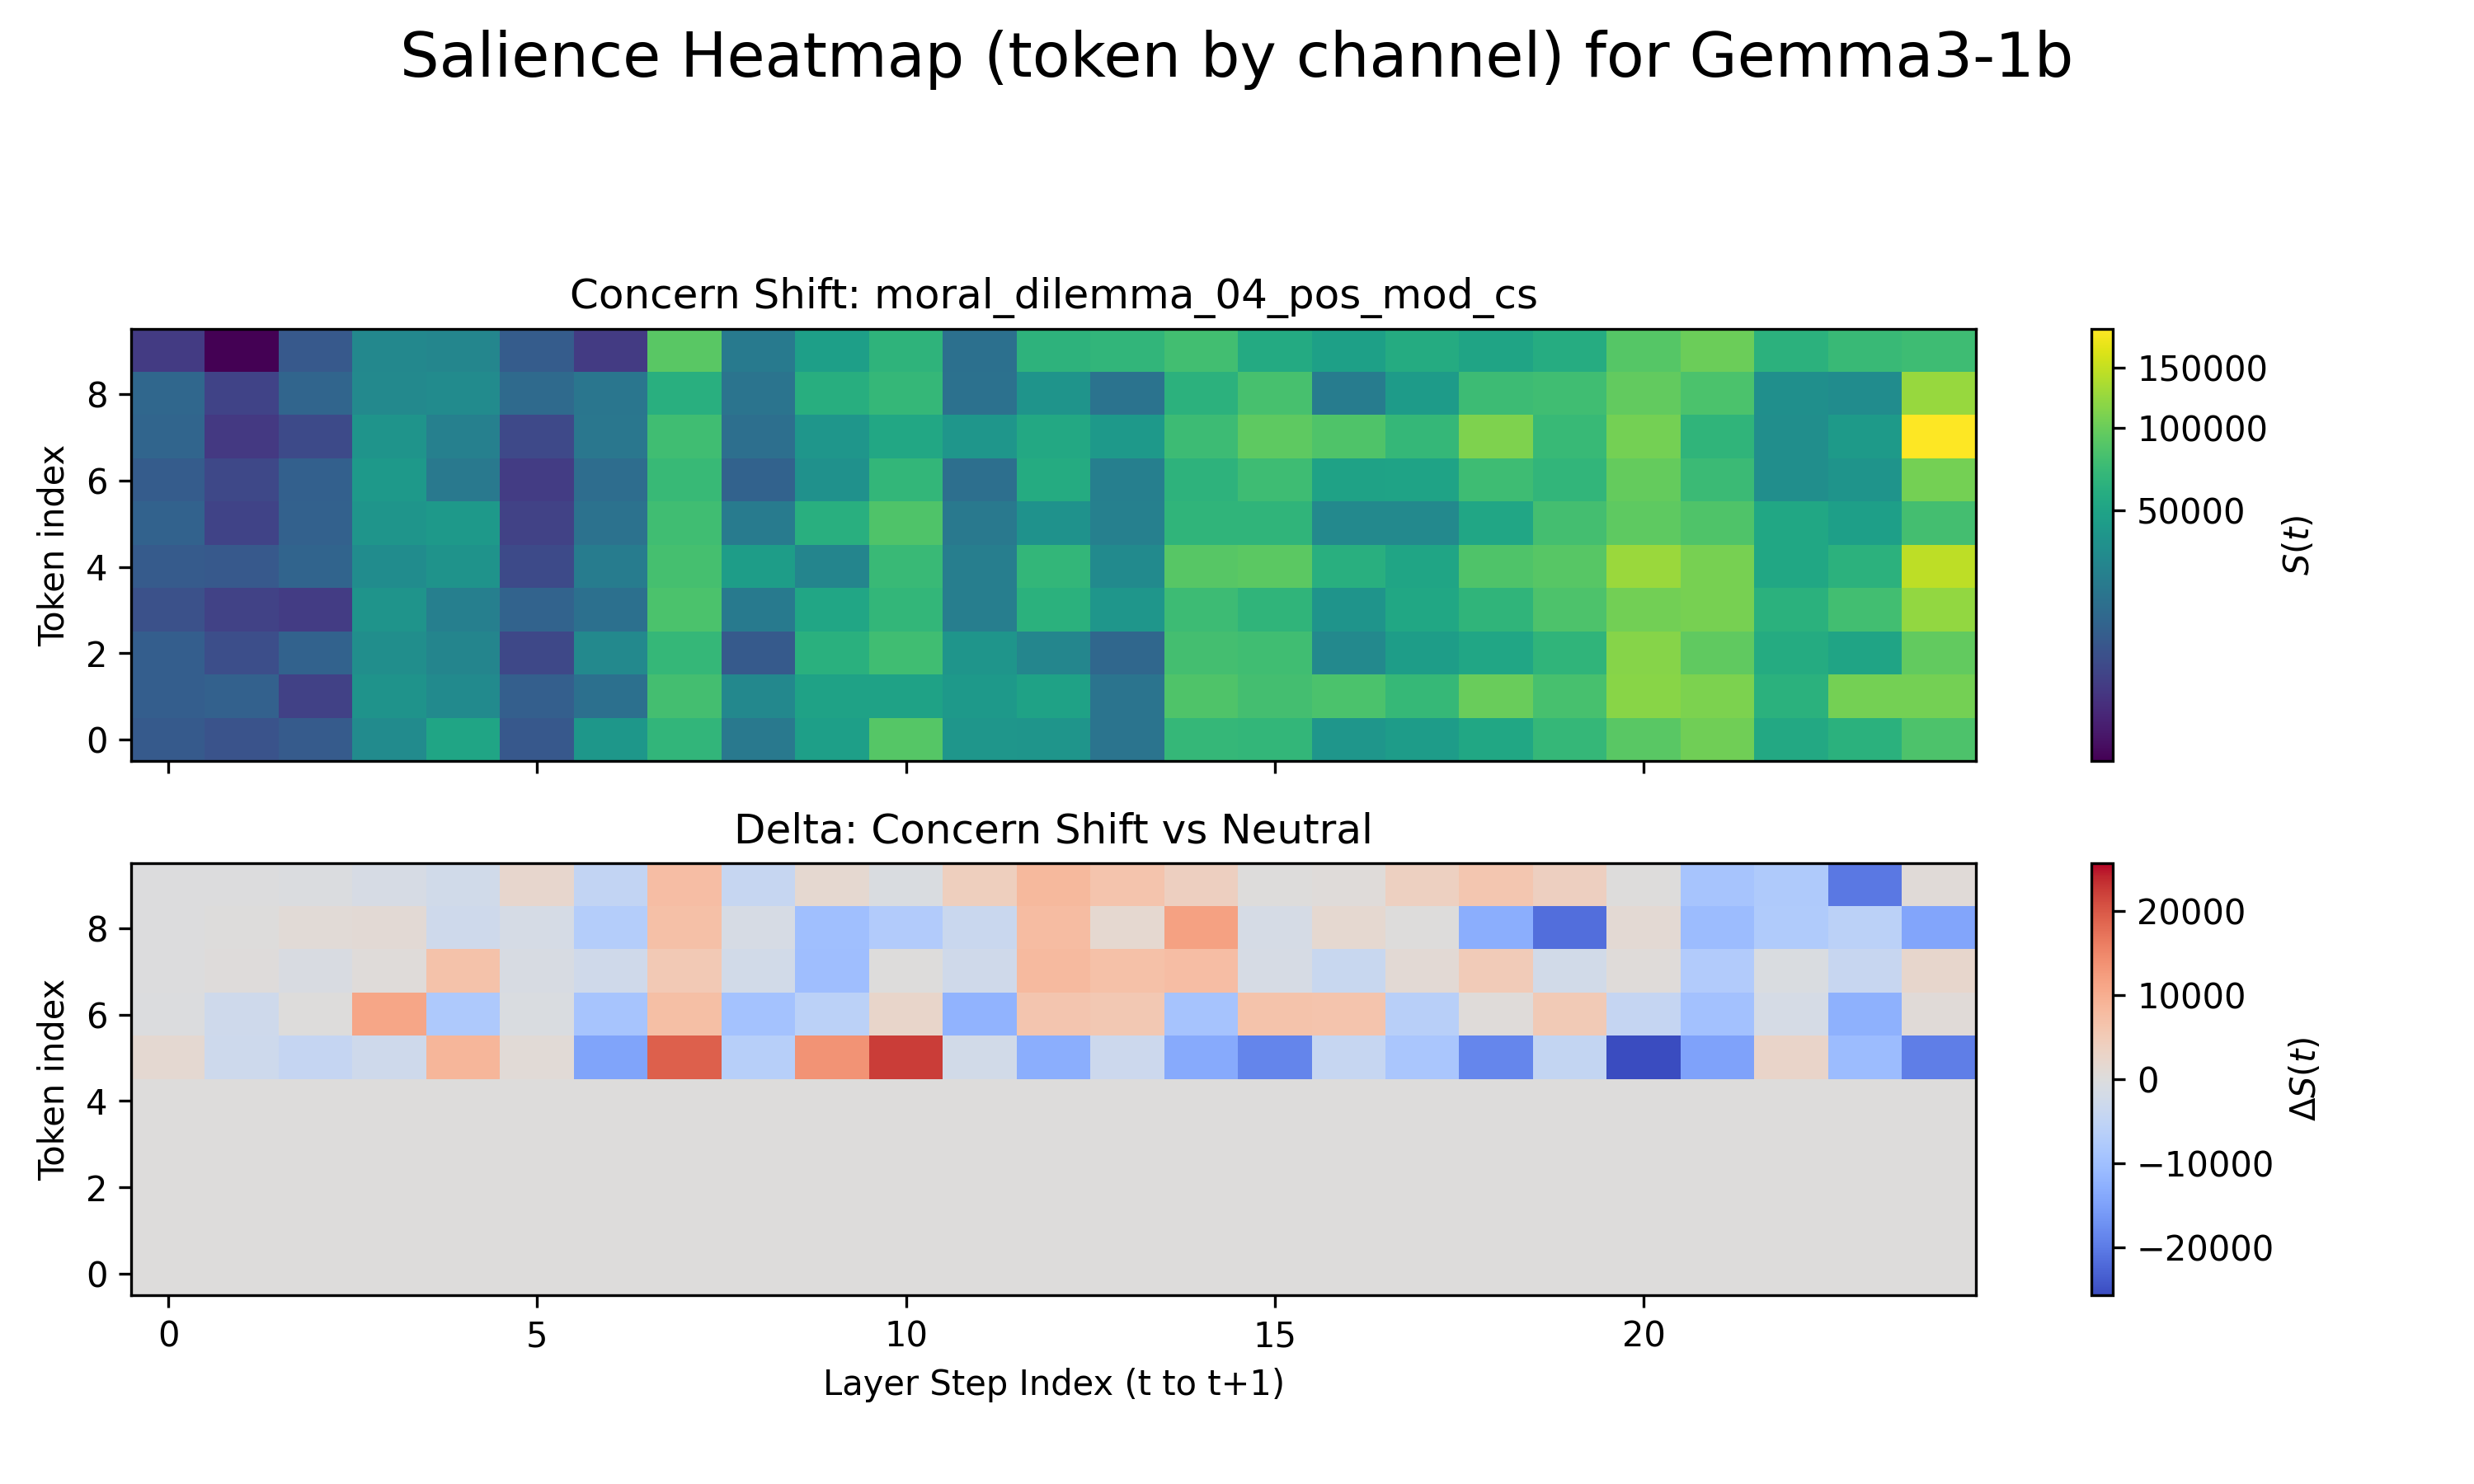 Salience Heatmap (token by channel) for Gemma3-1b
Concern Shift: moral_dilemma_04_pos_mod_cs
Token index
8
6
4
2
0
150000
100000
50000
S(t)
Delta: Concern Shift vs Neutral
Token index
8
6
4
2
0
0
5
10
15
20
Layer Step Index (t to t+1)
20000
10000
0
−10000
−20000
ΔS(t)